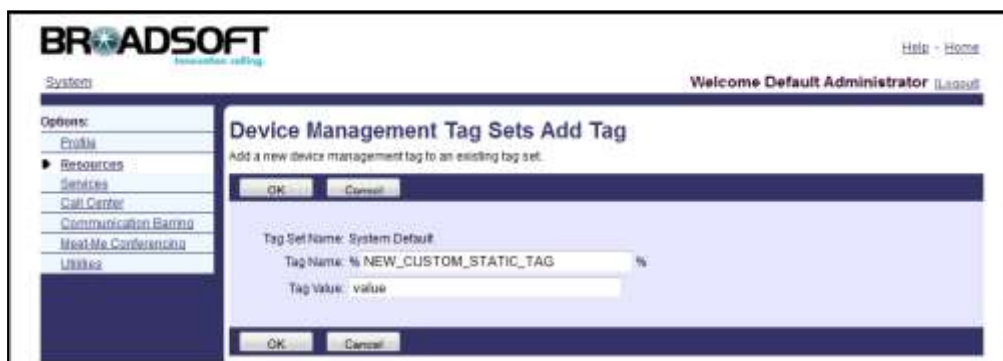 BROADSOFT
innovation calling.
Help - Home
System
Welcome Default Administrator [Logout]
Options:
Profile
Resources
Services
Call Center
Communication Barring
Meet-Me Conferencing
Utilities
Device Management Tag Sets Add Tag
Add a new device management tag to an existing tag set.
OK Cancel
Tag Set Name: System Default
Tag Name: % NEW_CUSTOM_STATIC_TAG %
Tag Value: value
OK Cancel